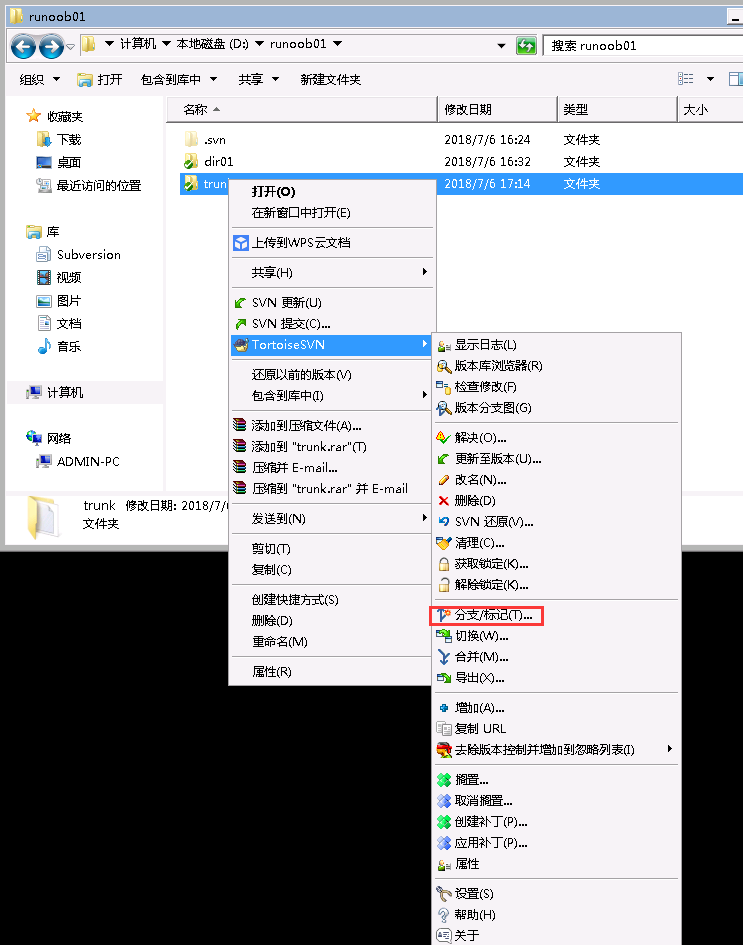 runoob01
计算机 本地磁盘 (D:) runoob01
搜索 runoob01
组织 打开 包含到库中 共享 新建文件夹
名称 修改日期 类型 大小
收藏夹
下载
桌面
最近访问的位置
库
Subversion
视频
图片
文档
音乐
计算机
网络
ADMIN-PC
.svn 2018/7/6 16:24 文件夹
dir01 2018/7/6 16:32 文件夹
trun 2018/7/6 17:14 文件夹
trunk 修改日期: 2018/7/
文件夹
打开(O)
在新窗口中打开(E)
上传到WPS云文档
共享(H)
SVN 更新(U)
SVN 提交(C)...
TortoiseSVN
还原以前的版本(V)
包含到库中(I)
添加到压缩文件(A)...
添加到 "trunk.rar"(T)
压缩并 E-mail...
压缩到 "trunk.rar" 并 E-mail
发送到(N)
剪切(T)
复制(C)
创建快捷方式(S)
删除(D)
重命名(M)
属性(R)
显示日志(L)
版本库浏览器(R)
检查修改(F)
版本分支图(G)
解决(O)...
更新至版本(U)...
改名(N)...
删除(D)
SVN 还原(V)...
清理(C)...
获取锁定(K)...
解除锁定(K)...
分支/标记(T)...
切换(W)...
合并(M)...
导出(X)...
增加(A)...
复制 URL
去除版本控制并增加到忽略列表(I)
搁置...
取消搁置...
创建补丁(P)...
应用补丁(P)...
属性
设置(S)
帮助(H)
关于